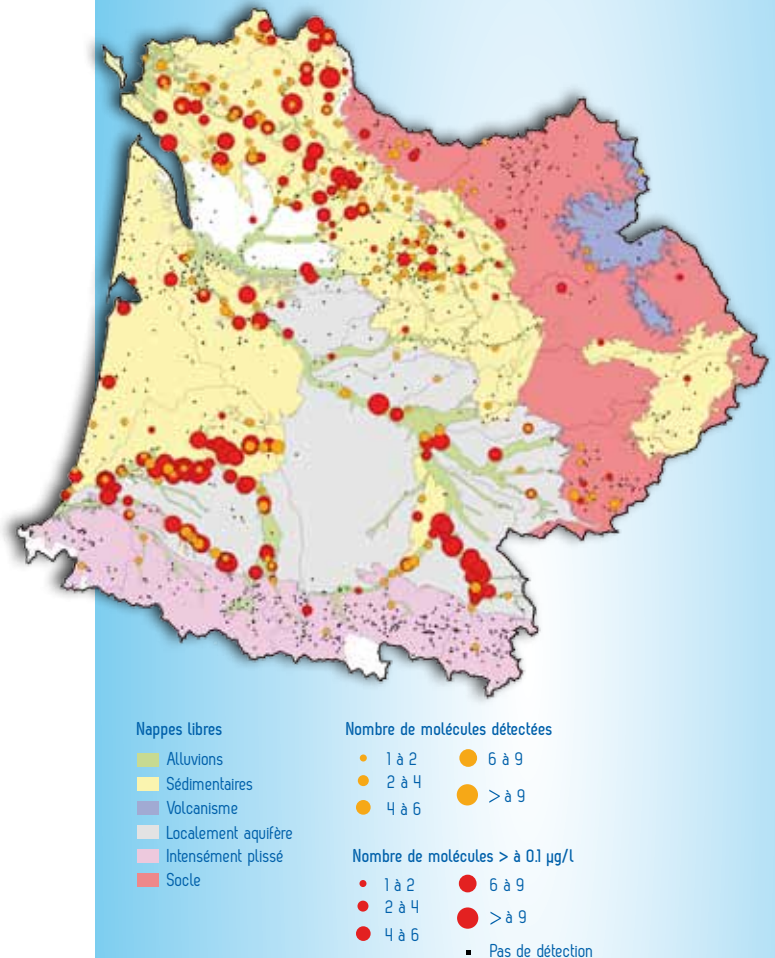 Nappes libres
Alluvions
Sédimentaires
Volcanisme
Localement aquifère
Intensément plissé
Socle
Nombre de molécules détectées
1 à 2
2 à 4
4 à 6
6 à 9
> à 9
Nombre de molécules > à 0.1 µg/l
1 à 2
2 à 4
4 à 6
6 à 9
> à 9
Pas de détection